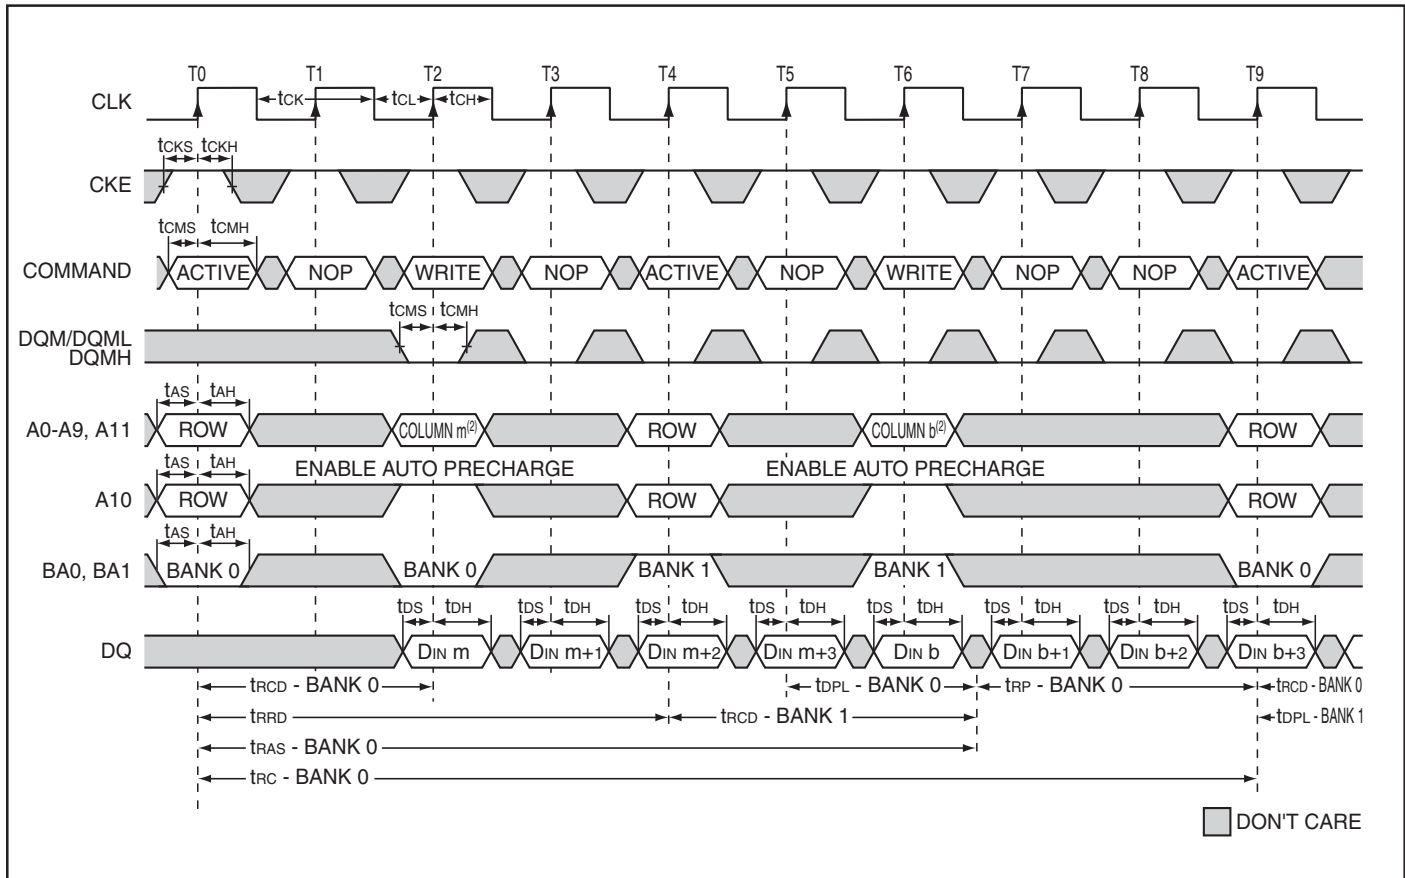 T0 T1 T2 T3 T4 T5 T6 T7 T8 T9
CLK tCK tCL tCH
tCKS tCKH
CKE
tCMS tCMH
COMMAND ACTIVE NOP WRITE NOP ACTIVE NOP WRITE NOP NOP ACTIVE
tCMS tCMH
DQM/DQML
DQMH
tAS tAH
A0-A9, A11 ROW COLUMN m(2) ROW COLUMN b(2) ROW
tAS tAH ENABLE AUTO PRECHARGE ENABLE AUTO PRECHARGE
A10 ROW ROW ROW
tAS tAH
BA0, BA1 BANK 0 BANK 0 BANK 1 BANK 1 BANK 0
tDS tDH tDS tDH tDS tDH tDS tDH tDS tDH tDS tDH tDS tDH tDS tDH
DQ DIN m DIN m+1 DIN m+2 DIN m+3 DIN b DIN b+1 DIN b+2 DIN b+3
tRCD - BANK 0 tDPL - BANK 0 tRP - BANK 0 tRCD - BANK 0
tRRD tRCD - BANK 1 tDPL - BANK 1
tRAS - BANK 0
tRC - BANK 0
DON'T CARE